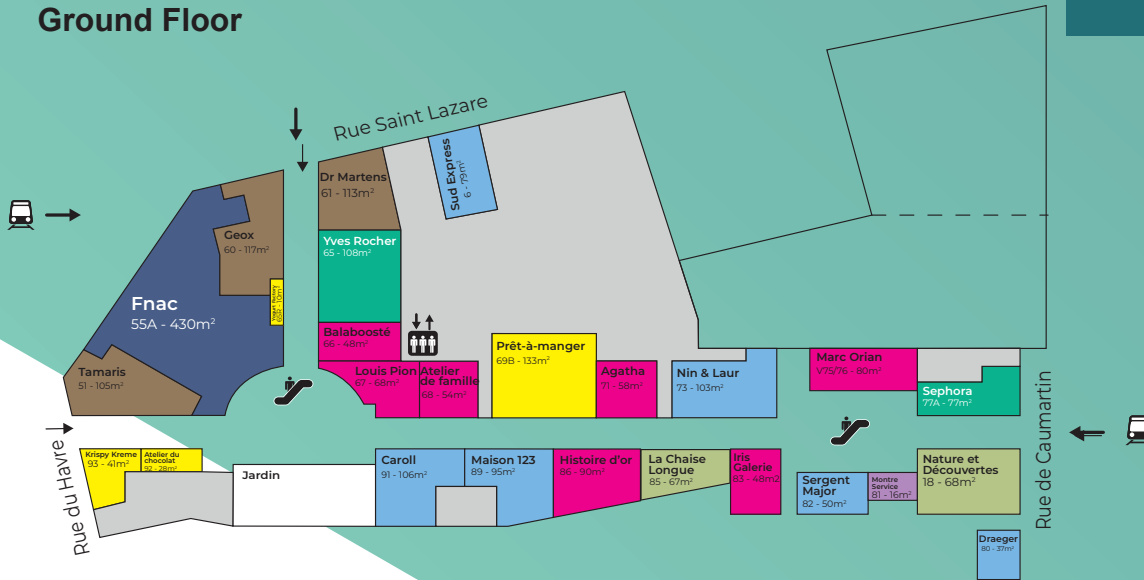 Ground Floor
Rue Saint Lazare
Dr Martens
61 - 113m²
Sud Express
6 - 79m²
Geox
60 - 117m²
Yves Rocher
65 - 108m²
Fnac
55A - 430m²
Balaboosté
66 - 48m²
Prêt-à-manger
69B - 133m²
Louis Pion
67 - 68m²
Atelier
de famille
68 - 54m²
Agatha
71 - 58m²
Nin & Laur
73 - 103m²
Marc Orian
V75/76 - 80m²
Sephora
77A - 77m²
Tamaris
51 - 105m²
Rue du Havre
Rue de Caumartin
Krispy Kreme
93 - 41m²
Atelier du
chocolat
92 - 28m²
Jardin
Caroll
91 - 106m²
Maison 123
89 - 95m²
Histoire d'or
86 - 90m²
La Chaise
Longue
85 - 67m²
Iris
Galerie
83 - 48m²
Sergent
Major
82 - 50m²
Montre
Service
81 - 16m²
Nature et
Découvertes
18 - 68m²
Draeger
80 - 37m²